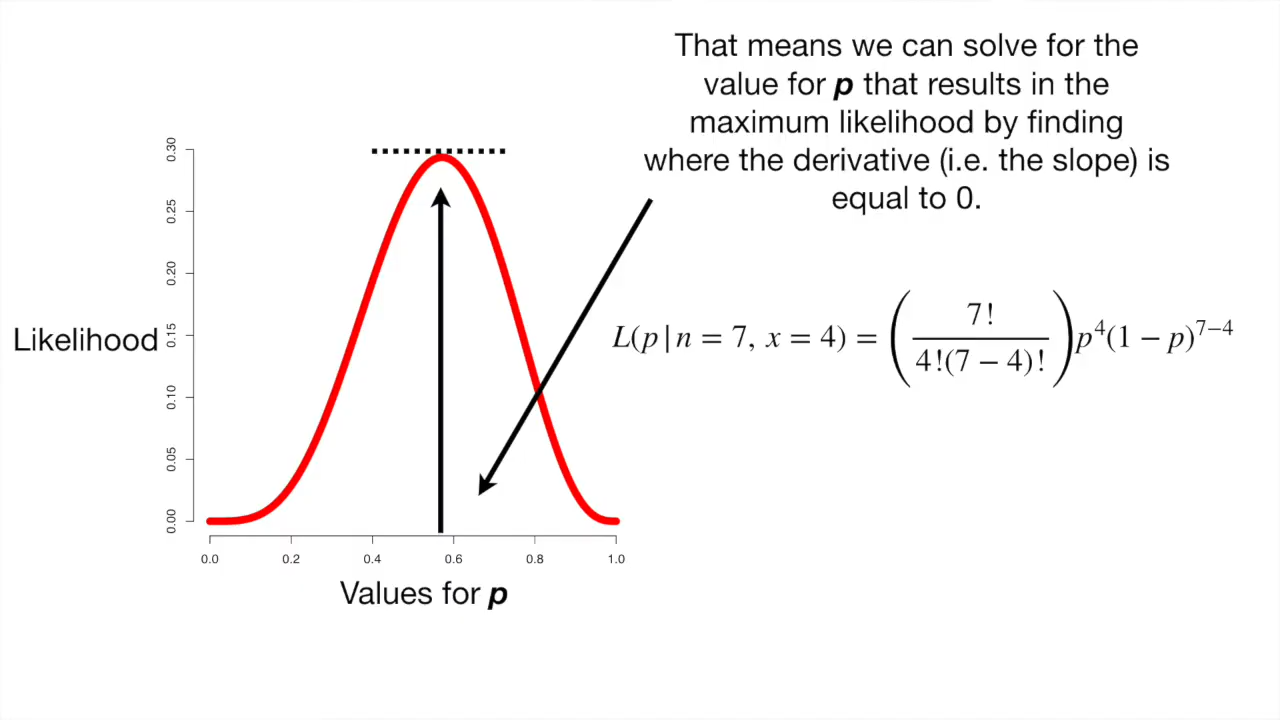 That means we can solve for the
value for p that results in the
maximum likelihood by finding
where the derivative (i.e. the slope) is
equal to 0.
L(p | n = 7, x = 4) = (7! / 4!(7 − 4)!) p⁴(1 − p)⁷⁻⁴
Likelihood
0.30
0.25
0.20
0.15
0.10
0.05
0.00
0.0 0.2 0.4 0.6 0.8 1.0
Values for p